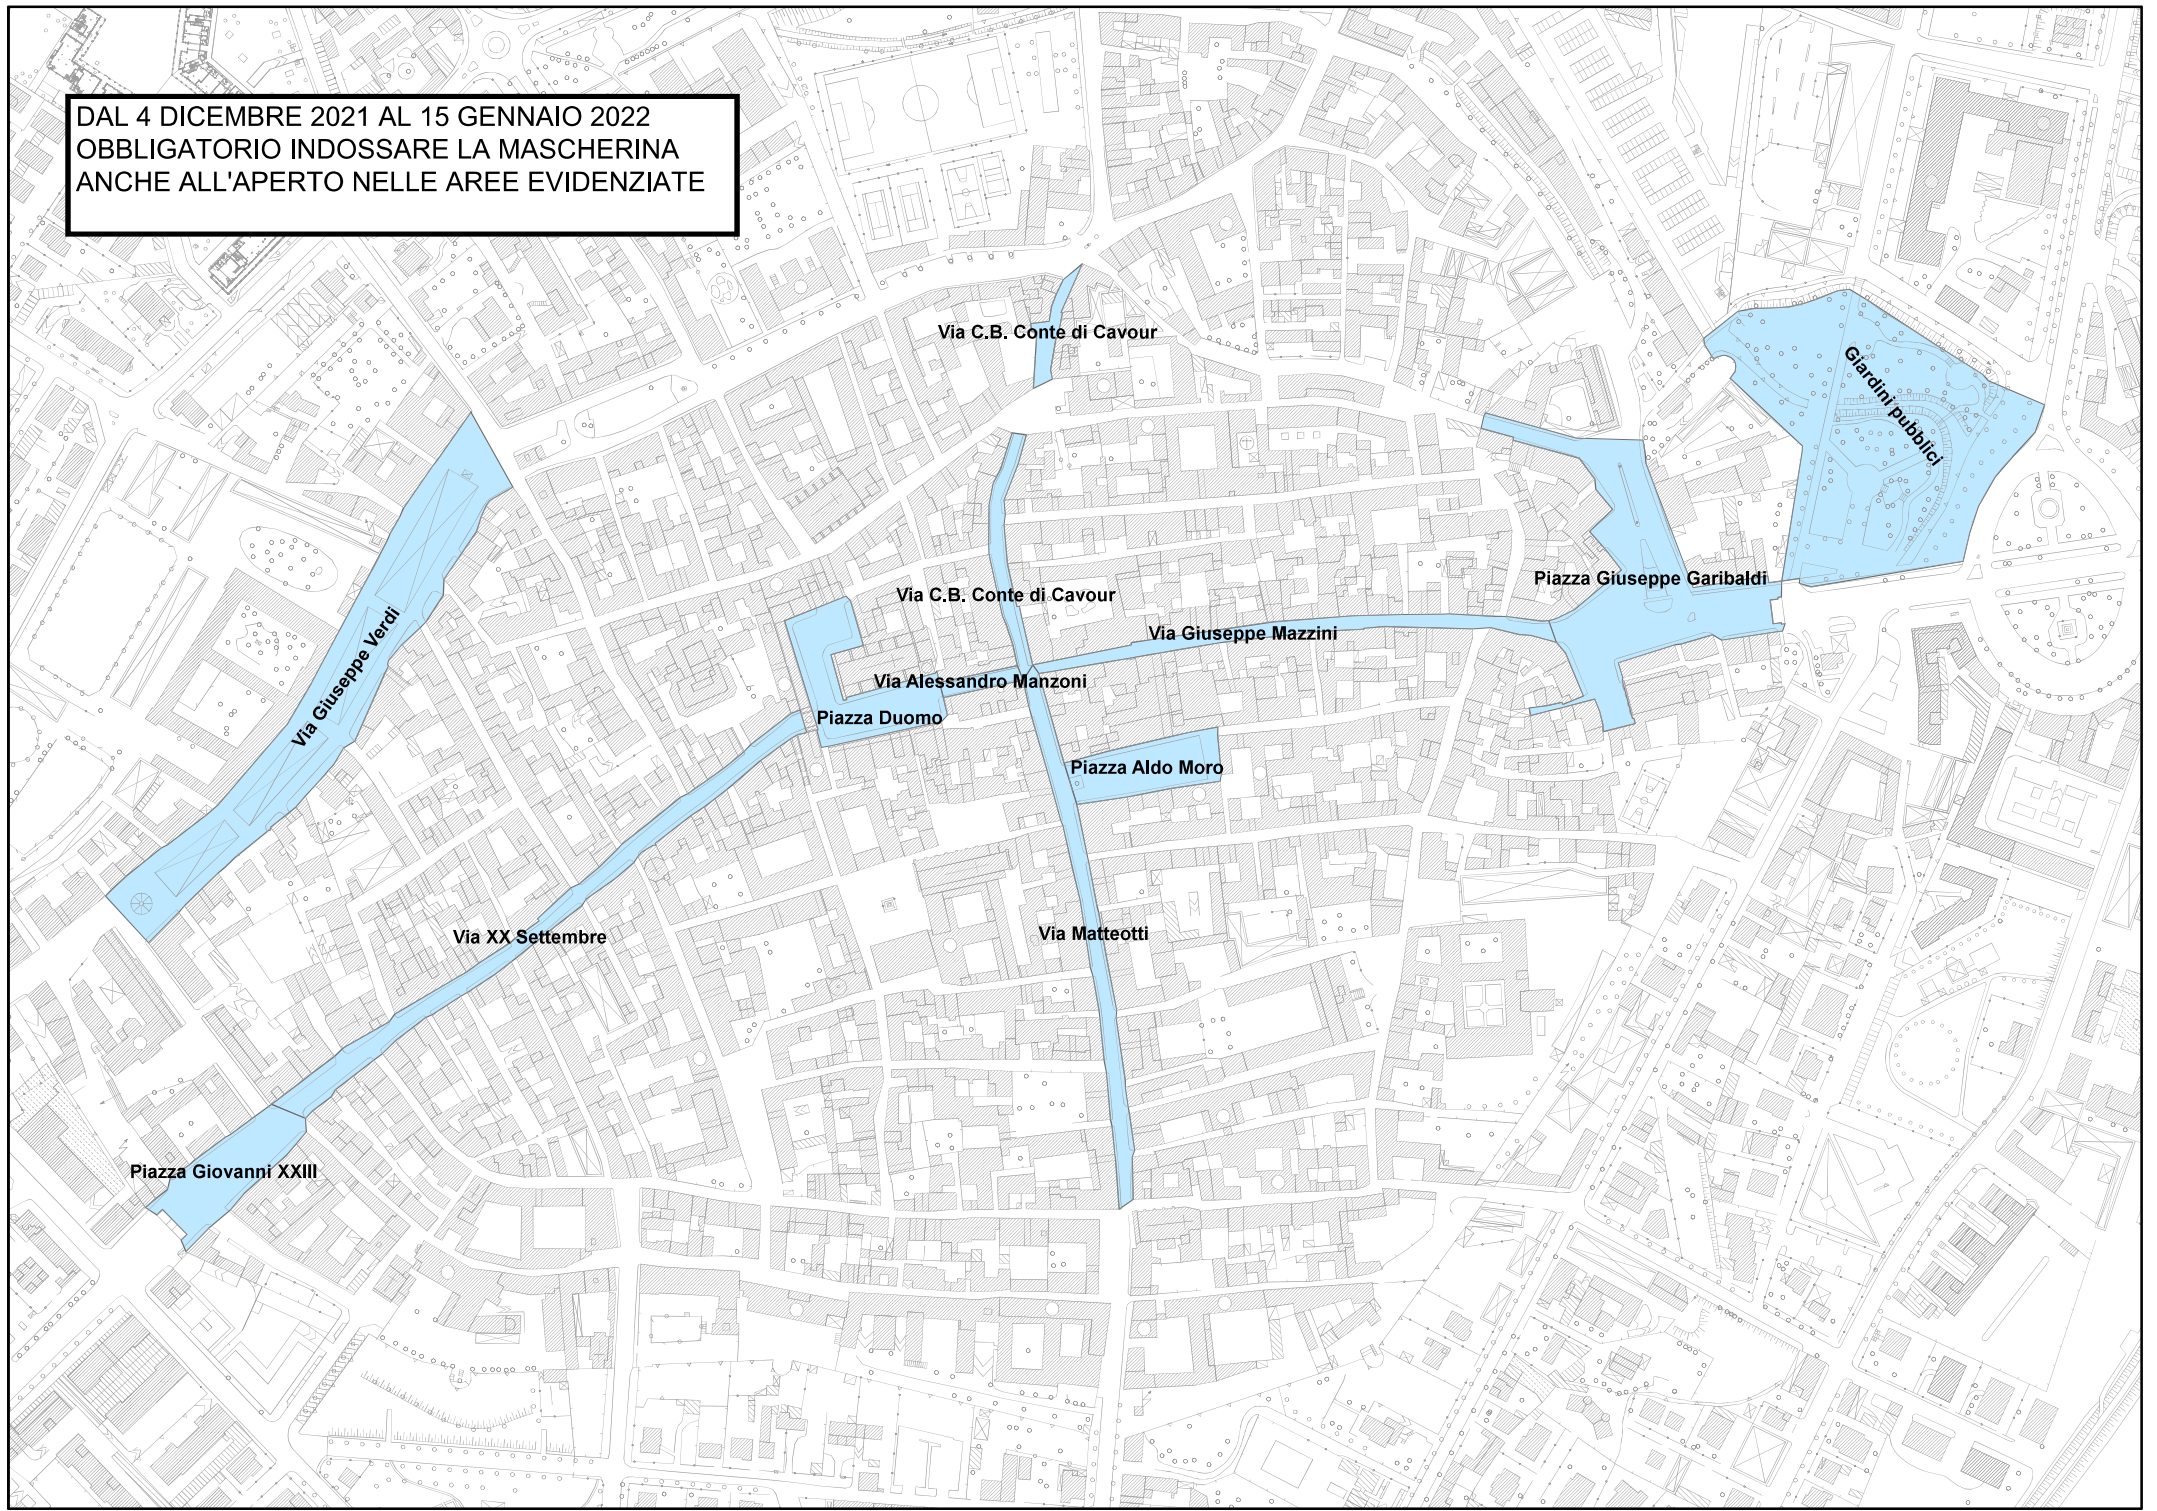 DAL 4 DICEMBRE 2021 AL 15 GENNAIO 2022
OBBLIGATORIO INDOSSARE LA MASCHERINA
ANCHE ALL'APERTO NELLE AREE EVIDENZIATE
Via C.B. Conte di Cavour
Giardini pubblici
Piazza Giuseppe Garibaldi
Via C.B. Conte di Cavour
Via Giuseppe Mazzini
Via Giuseppe Verdi
Via Alessandro Manzoni
Piazza Duomo
Piazza Aldo Moro
Via XX Settembre
Via Matteotti
Piazza Giovanni XXIII